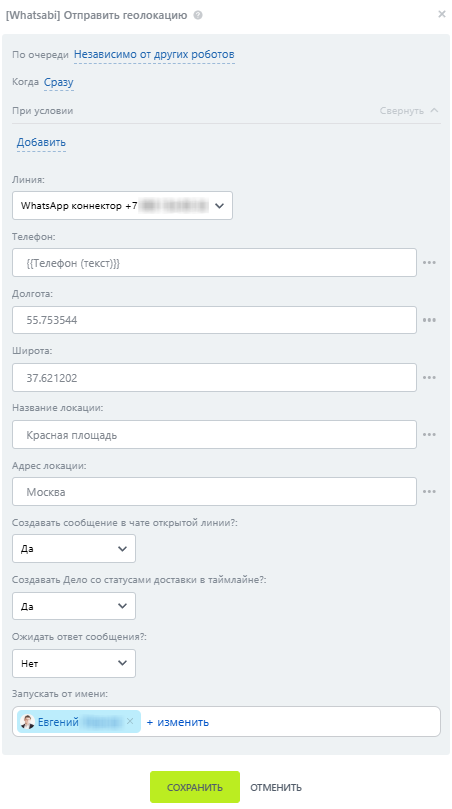 [Whatsabi] Отправить геолокацию
По очереди Независимо от других роботов
Когда Сразу
При условии Свернуть
Добавить
Линия:
WhatsApp коннектор +7
Телефон:
{{Телефон (текст)}}
Долгота:
55.753544
Широта:
37.621202
Название локации:
Красная площадь
Адрес локации:
Москва
Создавать сообщение в чате открытой линии?:
Да
Создавать Дело со статусами доставки в таймлайне?:
Да
Ожидать ответ сообщения?:
Нет
Запускать от имени:
Евгений + изменить
СОХРАНИТЬ ОТМЕНИТЬ